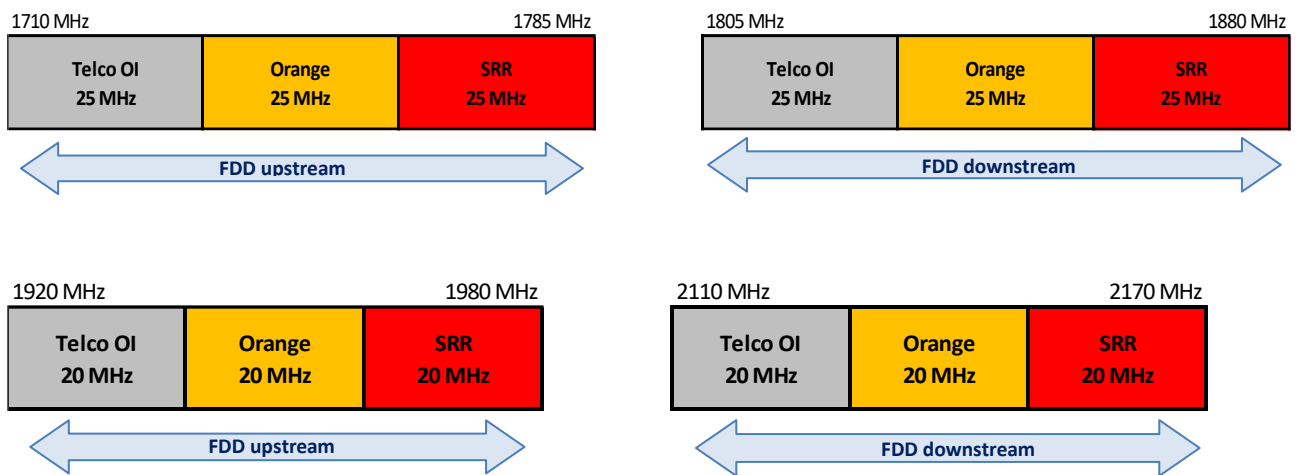 1710 MHz 1785 MHz 1805 MHz 1880 MHz
Telco OI Orange SRR Telco OI Orange SRR
25 MHz 25 MHz 25 MHz 25 MHz 25 MHz 25 MHz
FDD upstream FDD downstream
1920 MHz 1980 MHz 2110 MHz 2170 MHz
Telco OI Orange SRR Telco OI Orange SRR
20 MHz 20 MHz 20 MHz 20 MHz 20 MHz 20 MHz
FDD upstream FDD downstream